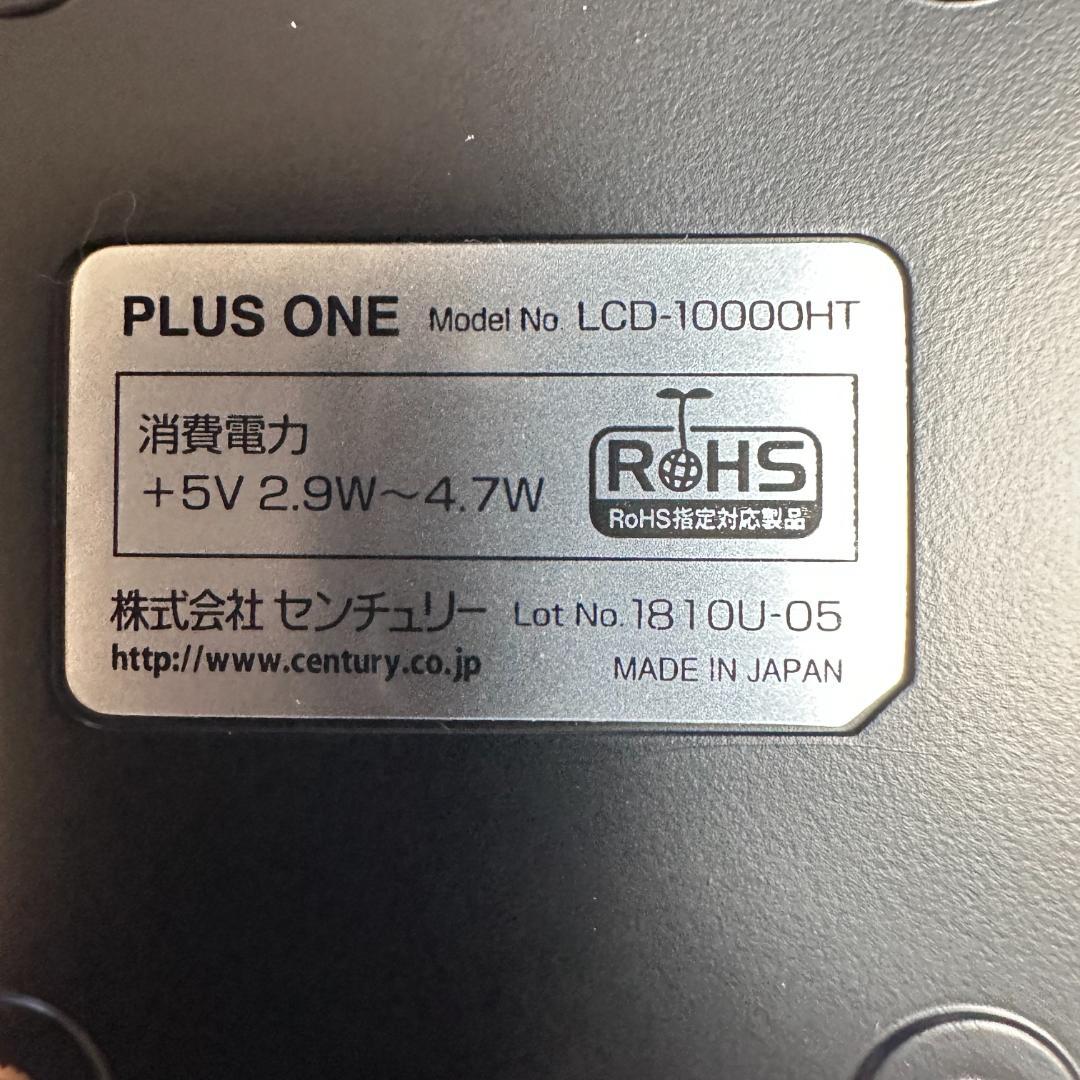 PLUS ONE Model No. LCD-10000HT
消費電力
+5V 2.9W～4.7W
RoHS
RoHS指定対応製品
株式会社 センチュリー Lot No. 1810U-05
http://www.century.co.jp MADE IN JAPAN